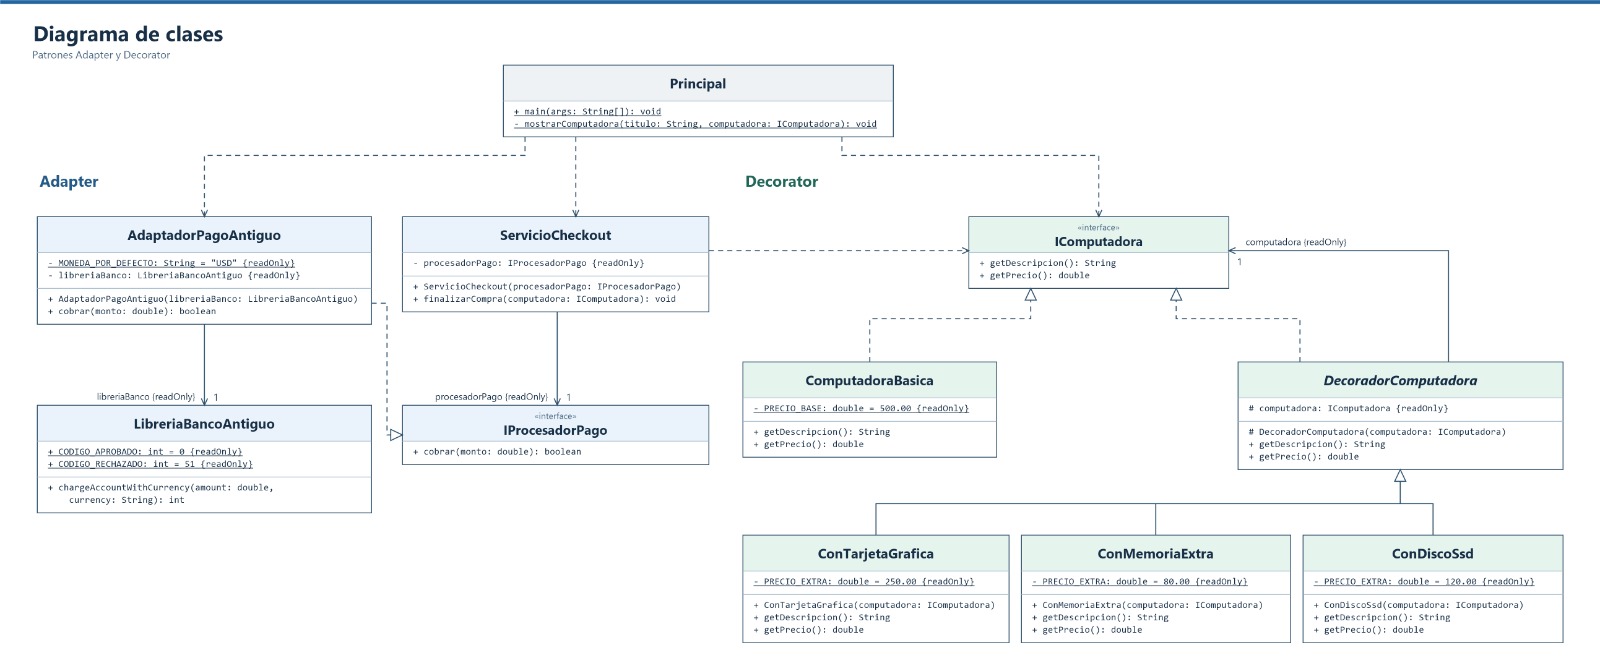 Diagrama de clases
Patrones Adapter y Decorator
Principal
+ main(args: String[]): void
- mostrarComputadora(titulo: String, computadora: IComputadora): void
Adapter
Decorator
AdaptadorPagoAntiguo
- MONEDA_POR_DEFECTO: String = "USD" {readOnly}
- libreriaBanco: LibreriaBancoAntiguo {readOnly}
+ AdaptadorPagoAntiguo(libreriaBanco: LibreriaBancoAntiguo)
+ cobrar(monto: double): boolean
ServicioCheckout
- procesadorPago: IProcesadorPago {readOnly}
+ ServicioCheckout(procesadorPago: IProcesadorPago)
+ finalizarCompra(computadora: IComputadora): void
«interface»
IComputadora
+ getDescripcion(): String
+ getPrecio(): double
computadora {readOnly}
1
libreriaBanco {readOnly}
1
procesadorPago {readOnly}
1
LibreriaBancoAntiguo
+ CODIGO_APROBADO: int = 0 {readOnly}
+ CODIGO_RECHAZADO: int = 51 {readOnly}
+ chargeAccountWithCurrency(amount: double,
currency: String): int
«interface»
IProcesadorPago
+ cobrar(monto: double): boolean
ComputadoraBasica
- PRECIO_BASE: double = 500.00 {readOnly}
+ getDescripcion(): String
+ getPrecio(): double
DecoradorComputadora
# computadora: IComputadora {readOnly}
# DecoradorComputadora(computadora: IComputadora)
+ getDescripcion(): String
+ getPrecio(): double
ConTarjetaGrafica
- PRECIO_EXTRA: double = 250.00 {readOnly}
+ ConTarjetaGrafica(computadora: IComputadora)
+ getDescripcion(): String
+ getPrecio(): double
ConMemoriaExtra
- PRECIO_EXTRA: double = 80.00 {readOnly}
+ ConMemoriaExtra(computadora: IComputadora)
+ getDescripcion(): String
+ getPrecio(): double
ConDiscoSsd
- PRECIO_EXTRA: double = 120.00 {readOnly}
+ ConDiscoSsd(computadora: IComputadora)
+ getDescripcion(): String
+ getPrecio(): double